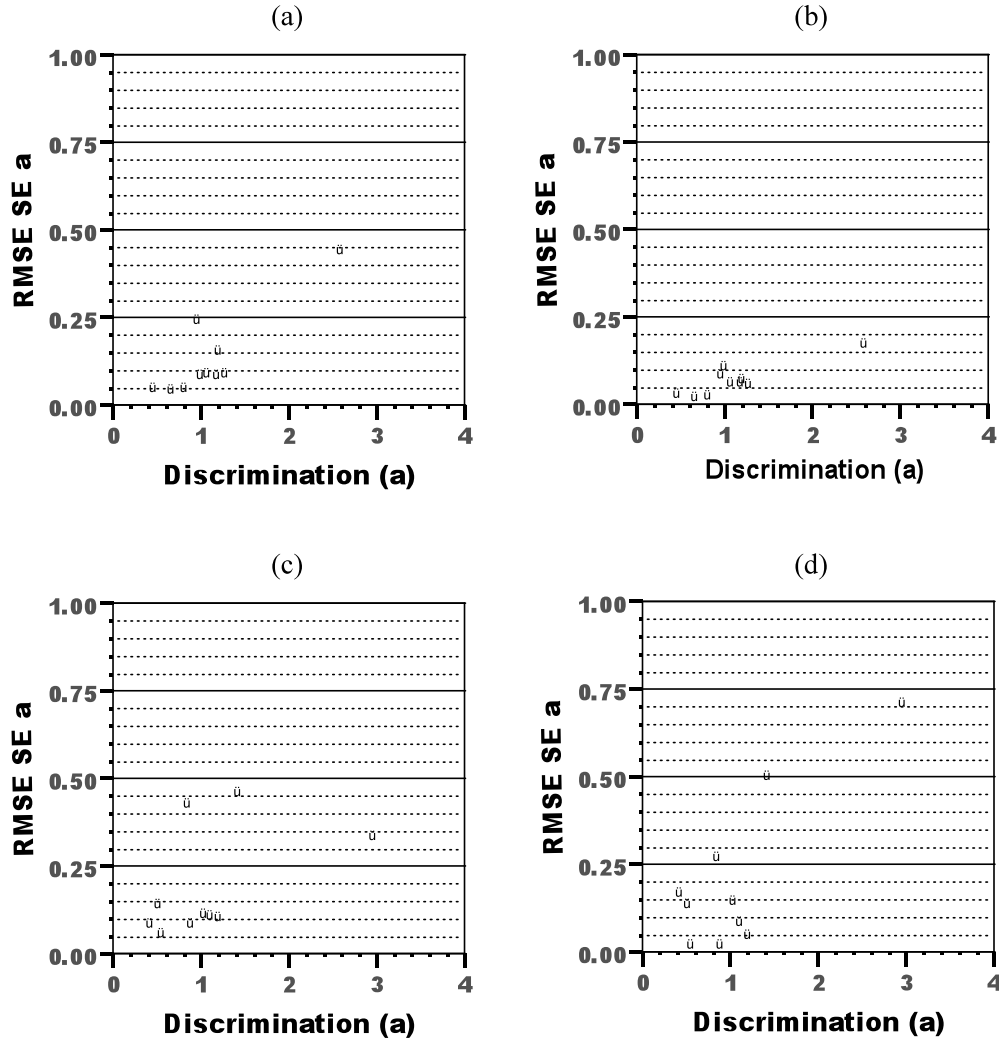 (a)
1.00
0.75
0.50
0.25
0.00
RMSE SE a
ü
ü
ü
ü
ü
ü
ü
ü
ü
ü
0 1 2 3 4
Discrimination (a)
(b)
1.00
0.75
0.50
0.25
0.00
RMSE SE a
ü
ü
ü
ü
ü
ü
ü
ü
ü
ü
0 1 2 3 4
Discrimination (a)
(c)
1.00
0.75
0.50
0.25
0.00
RMSE SE a
ü
ü
ü
ü
ü
ü
ü
ü
ü
ü
0 1 2 3 4
Discrimination (a)
(d)
1.00
0.75
0.50
0.25
0.00
RMSE SE a
ü
ü
ü
ü
ü
ü
ü
ü
ü
ü
0 1 2 3 4
Discrimination (a)